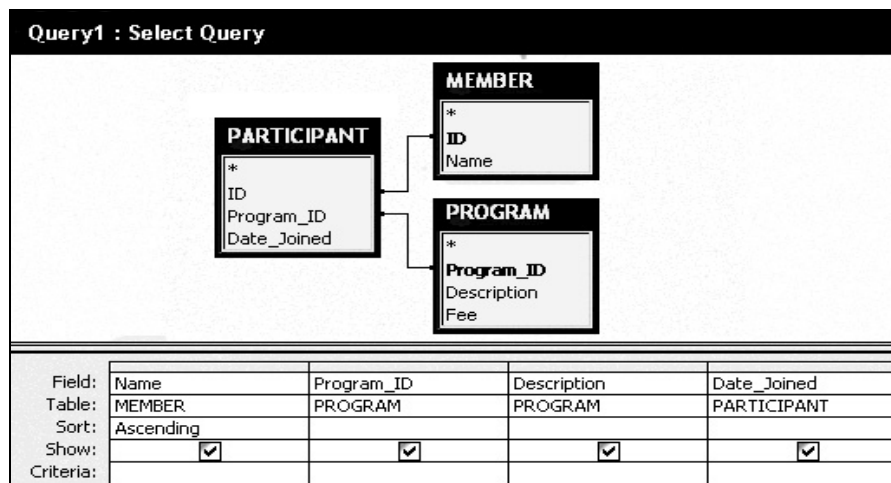 Query1 : Select Query
MEMBER
*
ID
Name
PARTICIPANT
*
ID
Program_ID
Date_Joined
PROGRAM
*
Program_ID
Description
Fee
Field: Name Program_ID Description Date_Joined
Table: MEMBER PROGRAM PROGRAM PARTICIPANT
Sort: Ascending
Show:
Criteria: